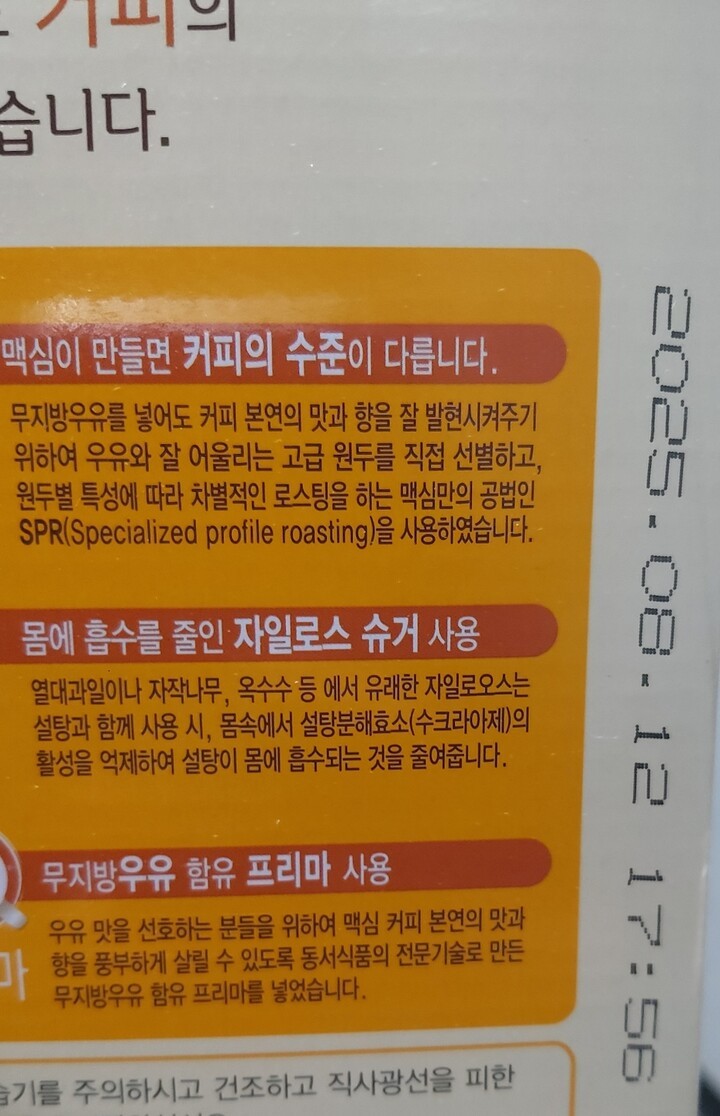 커피의
습니다.
맥심이 만들면 커피의 수준이 다릅니다.
무지방우유를 넣어도 커피 본연의 맛과 향을 잘 발현시켜주기
위하여 우유와 잘 어울리는 고급 원두를 직접 선별하고,
원두별 특성에 따라 차별적인 로스팅을 하는 맥심만의 공법인
SPR(Specialized profile roasting)을 사용하였습니다.
몸에 흡수를 줄인 자일로스 슈거 사용
열대과일이나 자작나무, 옥수수 등 에서 유래한 자일로오스는
설탕과 함께 사용 시, 몸속에서 설탕분해효소(수크라아제)의
활성을 억제하여 설탕이 몸에 흡수되는 것을 줄여줍니다.
무지방우유 함유 프리마 사용
우유 맛을 선호하는 분들을 위하여 맥심 커피 본연의 맛과
향을 풍부하게 살릴 수 있도록 동서식품의 전문기술로 만든
무지방우유 함유 프리마를 넣었습니다.
마
습기를 주의하시고 건조하고 직사광선을 피한
2025.08.12 17:56